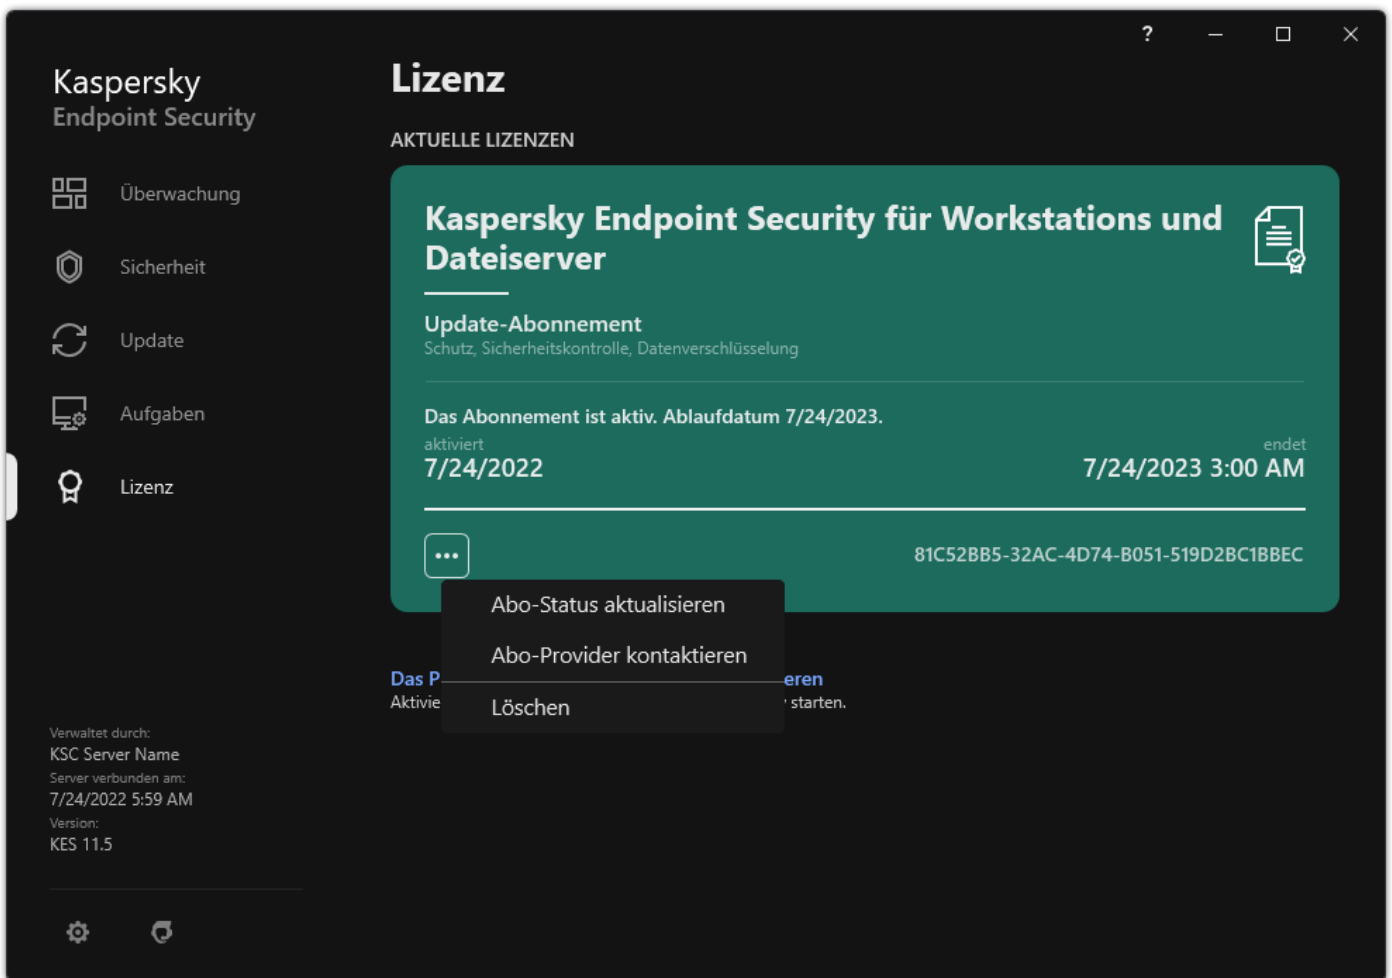 ?
Kaspersky
Endpoint Security
Überwachung
Sicherheit
Update
Aufgaben
Lizenz
Verwaltet durch:
KSC Server Name
Server verbunden am:
7/24/2022 5:59 AM
Version:
KES 11.5
Lizenz
AKTUELLE LIZENZEN
Kaspersky Endpoint Security für Workstations und
Dateiserver
Update-Abonnement
Schutz, Sicherheitskontrolle, Datenverschlüsselung
Das Abonnement ist aktiv. Ablaufdatum 7/24/2023.
aktiviert endet
7/24/2022 7/24/2023 3:00 AM
81C52BB5-32AC-4D74-B051-519D2BC1BBEC
Abo-Status aktualisieren
Abo-Provider kontaktieren
Löschen
Das P eren
Aktivie starten.